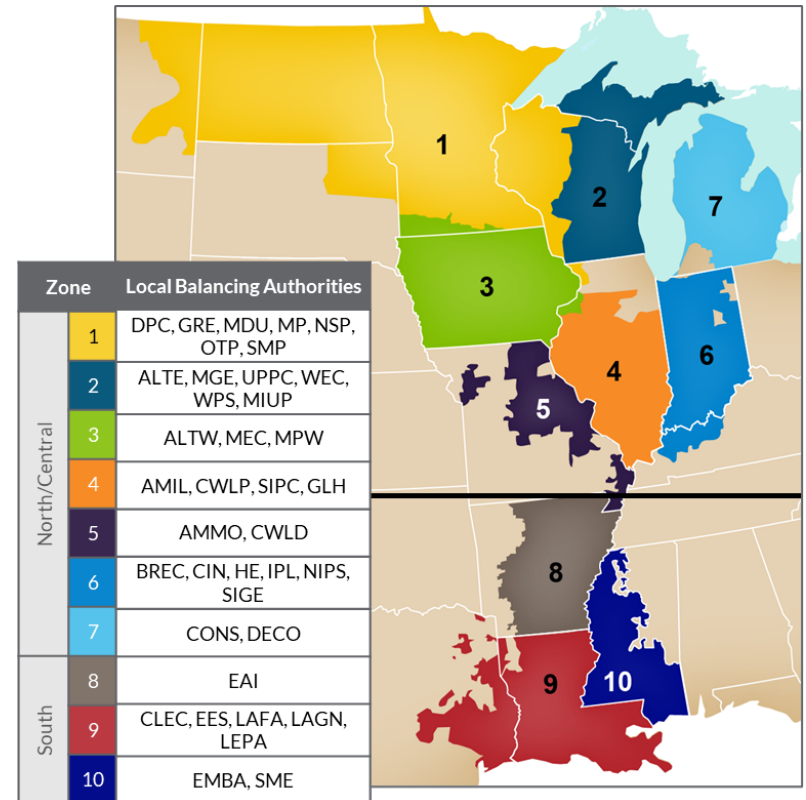 1
2
7
3
6
4
5
8
9
10
Zone Local Balancing Authorities
North/Central
1 DPC, GRE, MDU, MP, NSP,
OTP, SMP
2 ALTE, MGE, UPPC, WEC,
WPS, MIUP
3 ALTW, MEC, MPW
4 AMIL, CWLP, SIPC, GLH
5 AMMO, CWLD
6 BREC, CIN, HE, IPL, NIPS,
SIGE
7 CONS, DECO
South
8 EAI
9 CLEC, EES, LAFA, LAGN,
LEPA
10 EMBA, SME